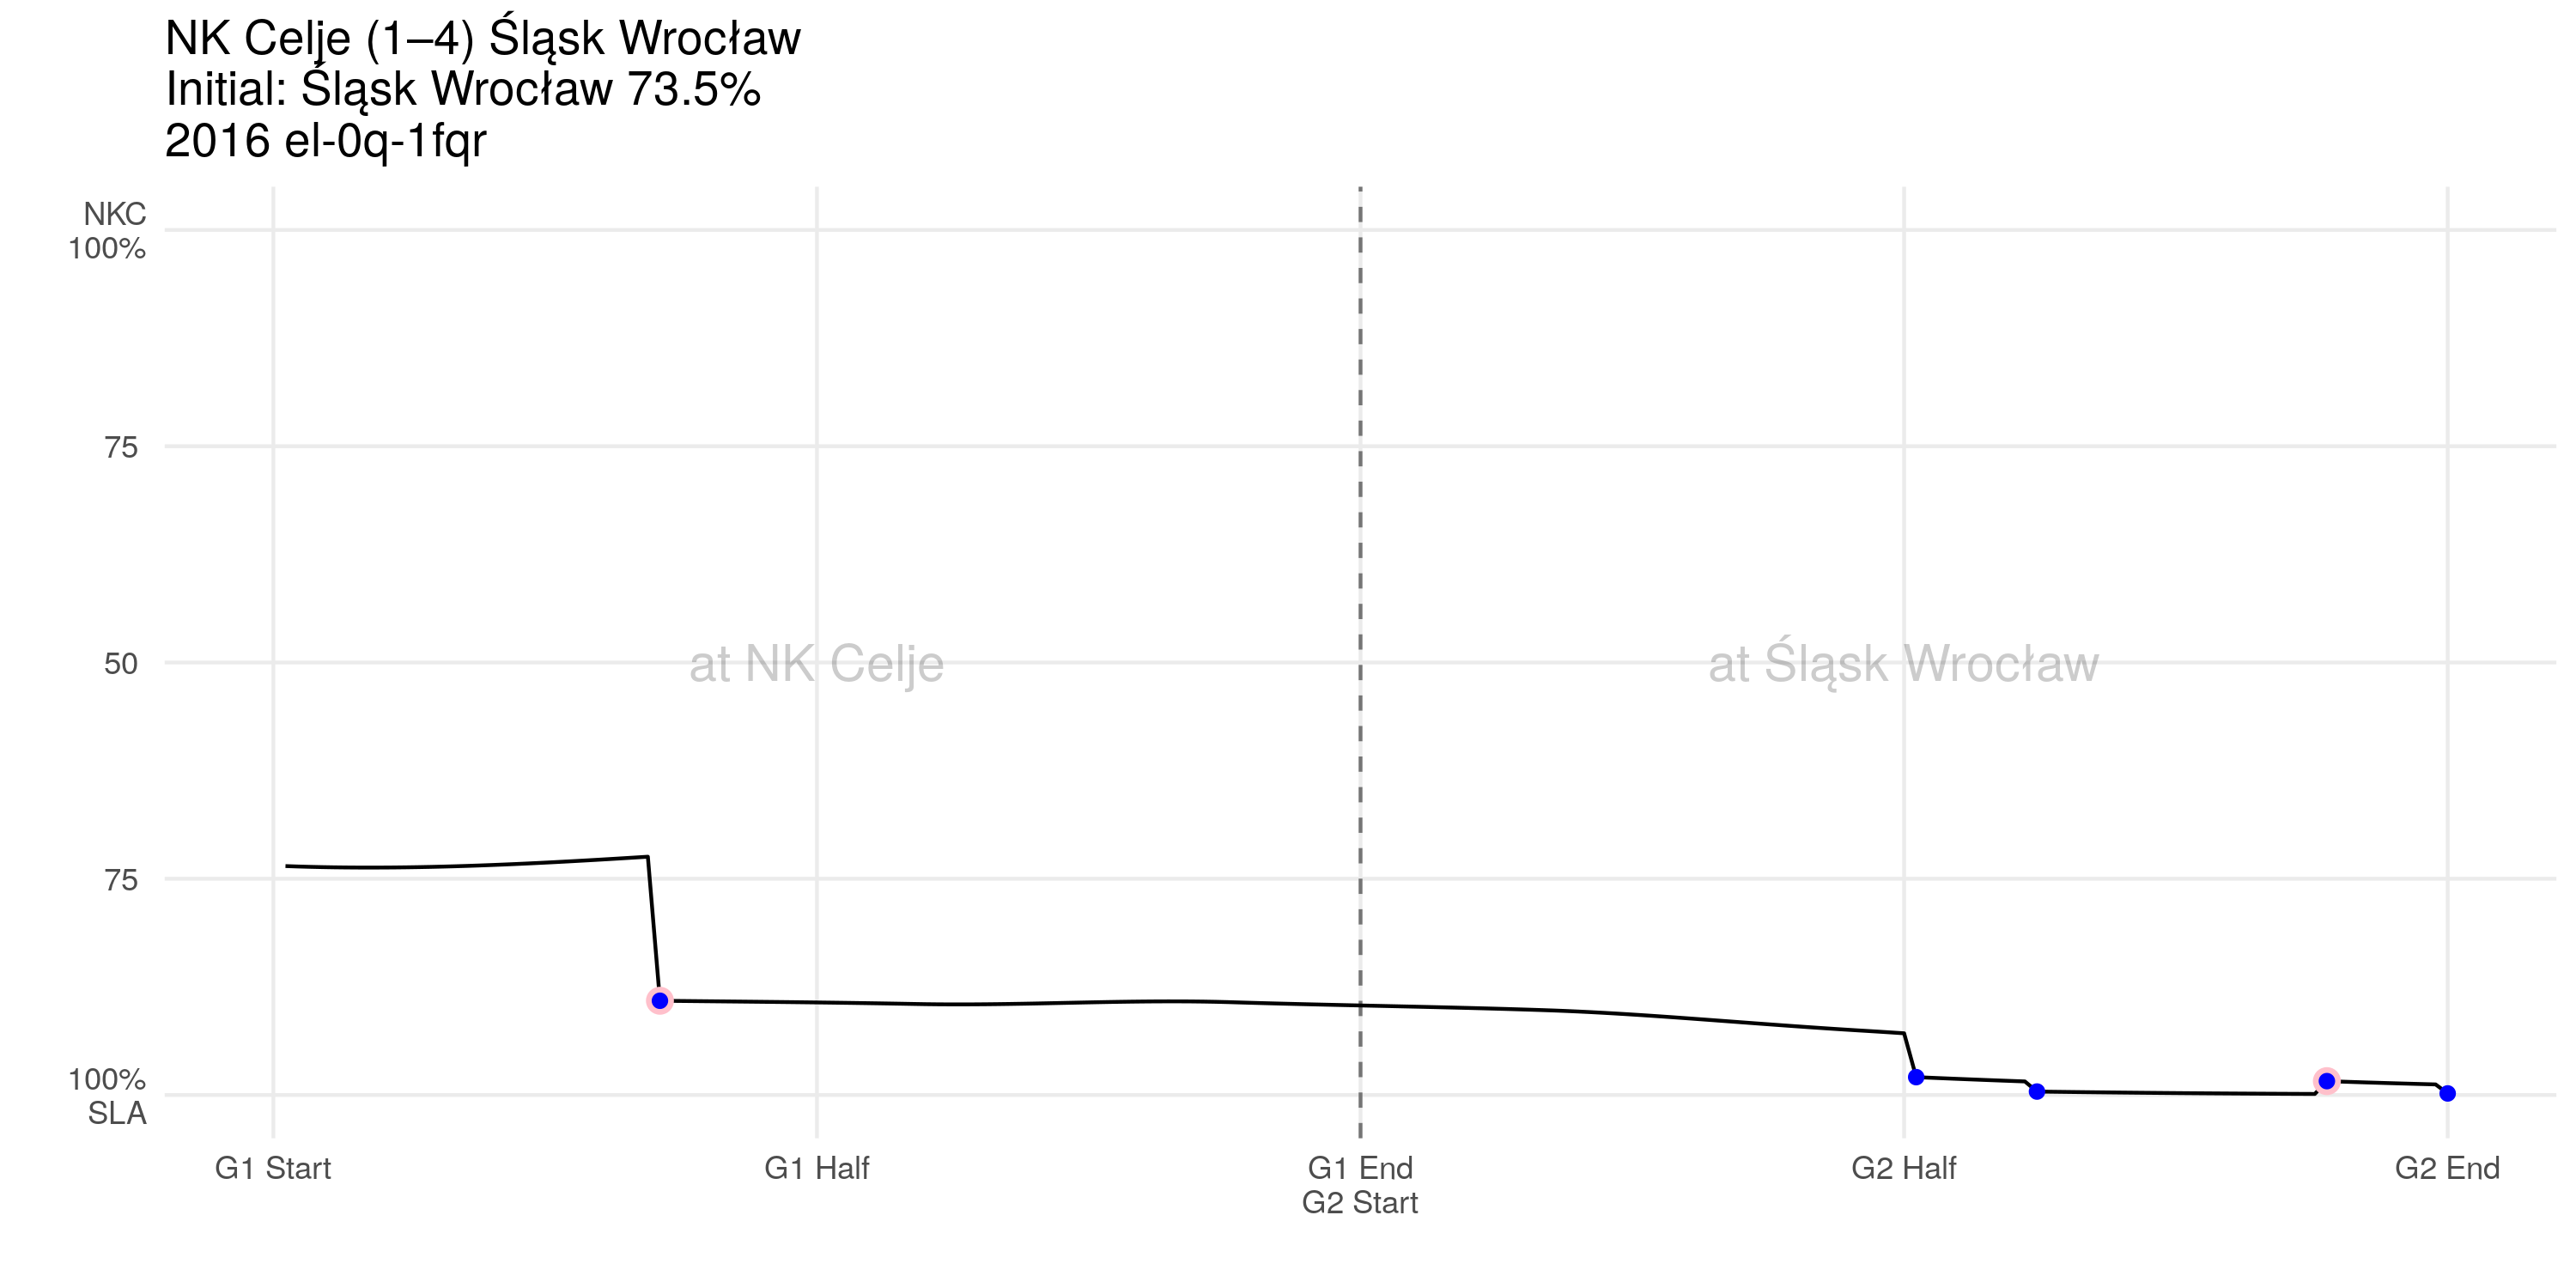 NK Celje (1–4) Śląsk Wrocław
Initial: Śląsk Wrocław 73.5%
2016 el-0q-1fqr
NKC
100%
75
50
75
100%
SLA
at NK Celje
at Śląsk Wrocław
G1 Start
G1 Half
G1 End
G2 Start
G2 Half
G2 End